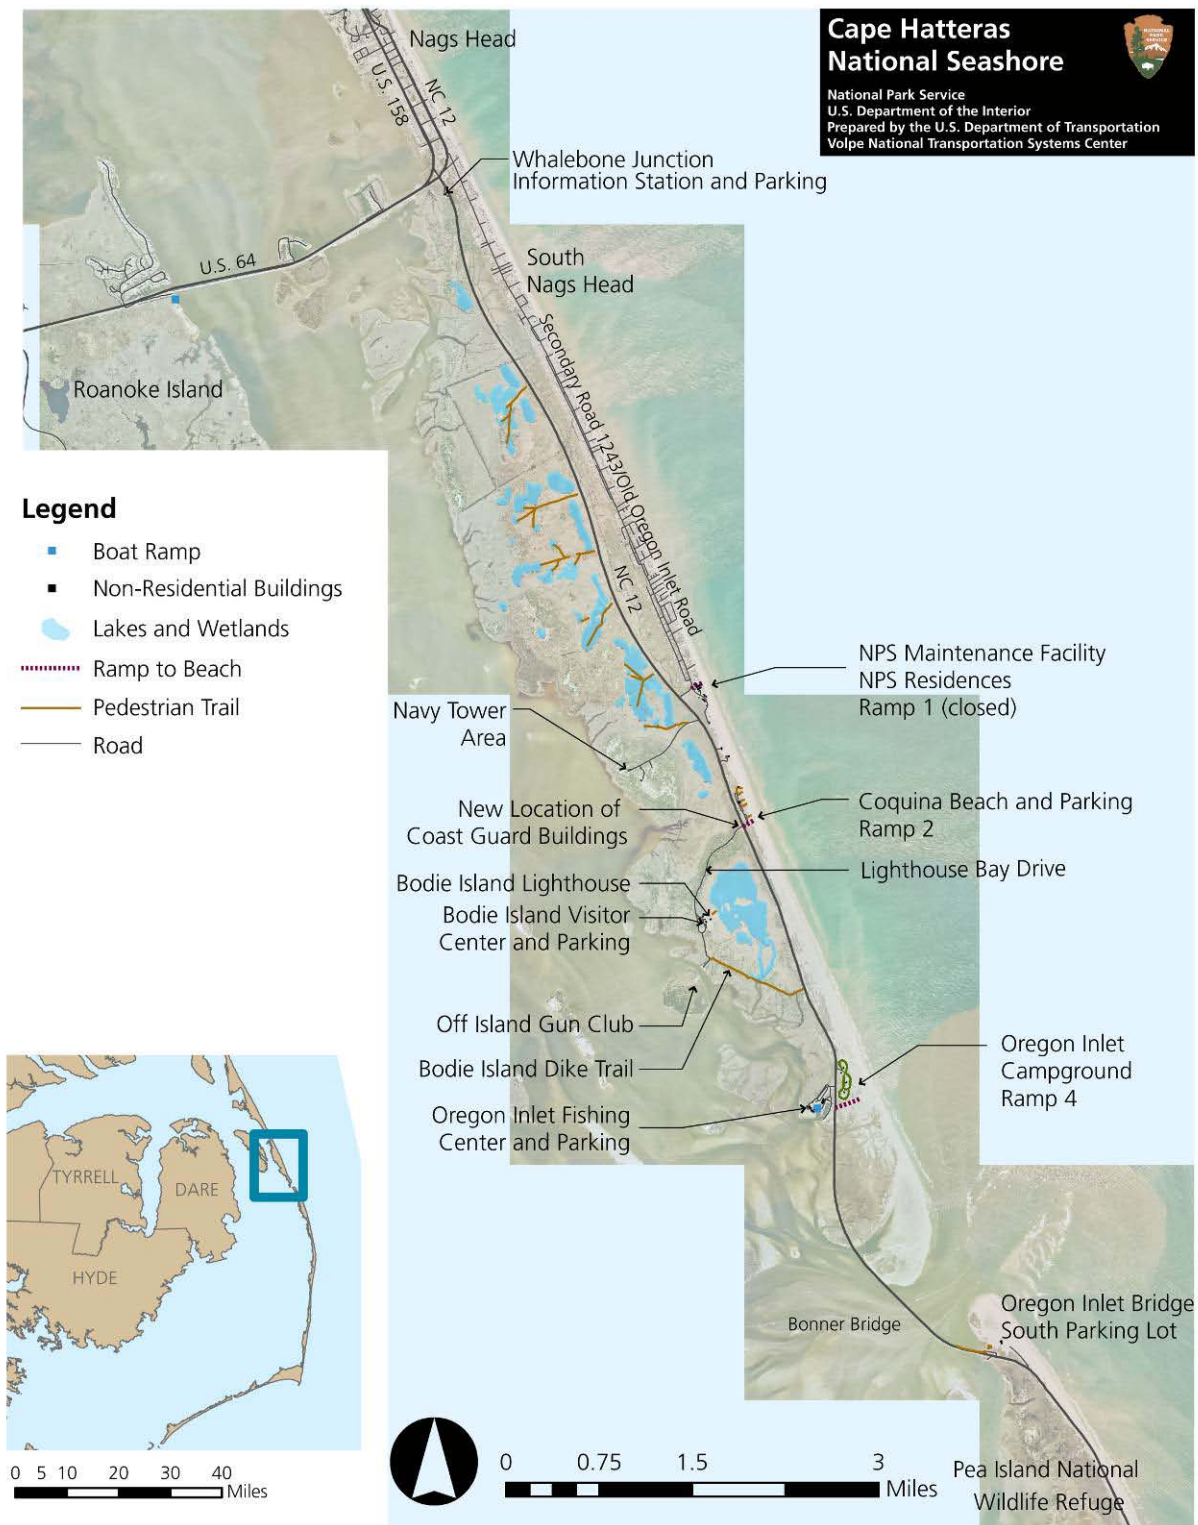 Cape Hatteras
National Seashore
National Park Service
U.S. Department of the Interior
Prepared by the U.S. Department of Transportation
Volpe National Transportation Systems Center
NATIONAL
PARK
SERVICE
Nags Head
U.S. 158
NC 12
Whalebone Junction
Information Station and Parking
U.S. 64
South
Nags Head
Roanoke Island
Secondary Road 1243/Old Oregon Inlet Road
NC 12
Legend
Boat Ramp
Non-Residential Buildings
Lakes and Wetlands
Ramp to Beach
Pedestrian Trail
Road
NPS Maintenance Facility
NPS Residences
Ramp 1 (closed)
Navy Tower
Area
New Location of
Coast Guard Buildings
Coquina Beach and Parking
Ramp 2
Lighthouse Bay Drive
Bodie Island Lighthouse
Bodie Island Visitor
Center and Parking
Off Island Gun Club
Bodie Island Dike Trail
Oregon Inlet Fishing
Center and Parking
Oregon Inlet
Campground
Ramp 4
TYRRELL
DARE
HYDE
Bonner Bridge
Oregon Inlet Bridge
South Parking Lot
Pea Island National
Wildlife Refuge
0 5 10 20 30 40
Miles
0 0.75 1.5 3
Miles